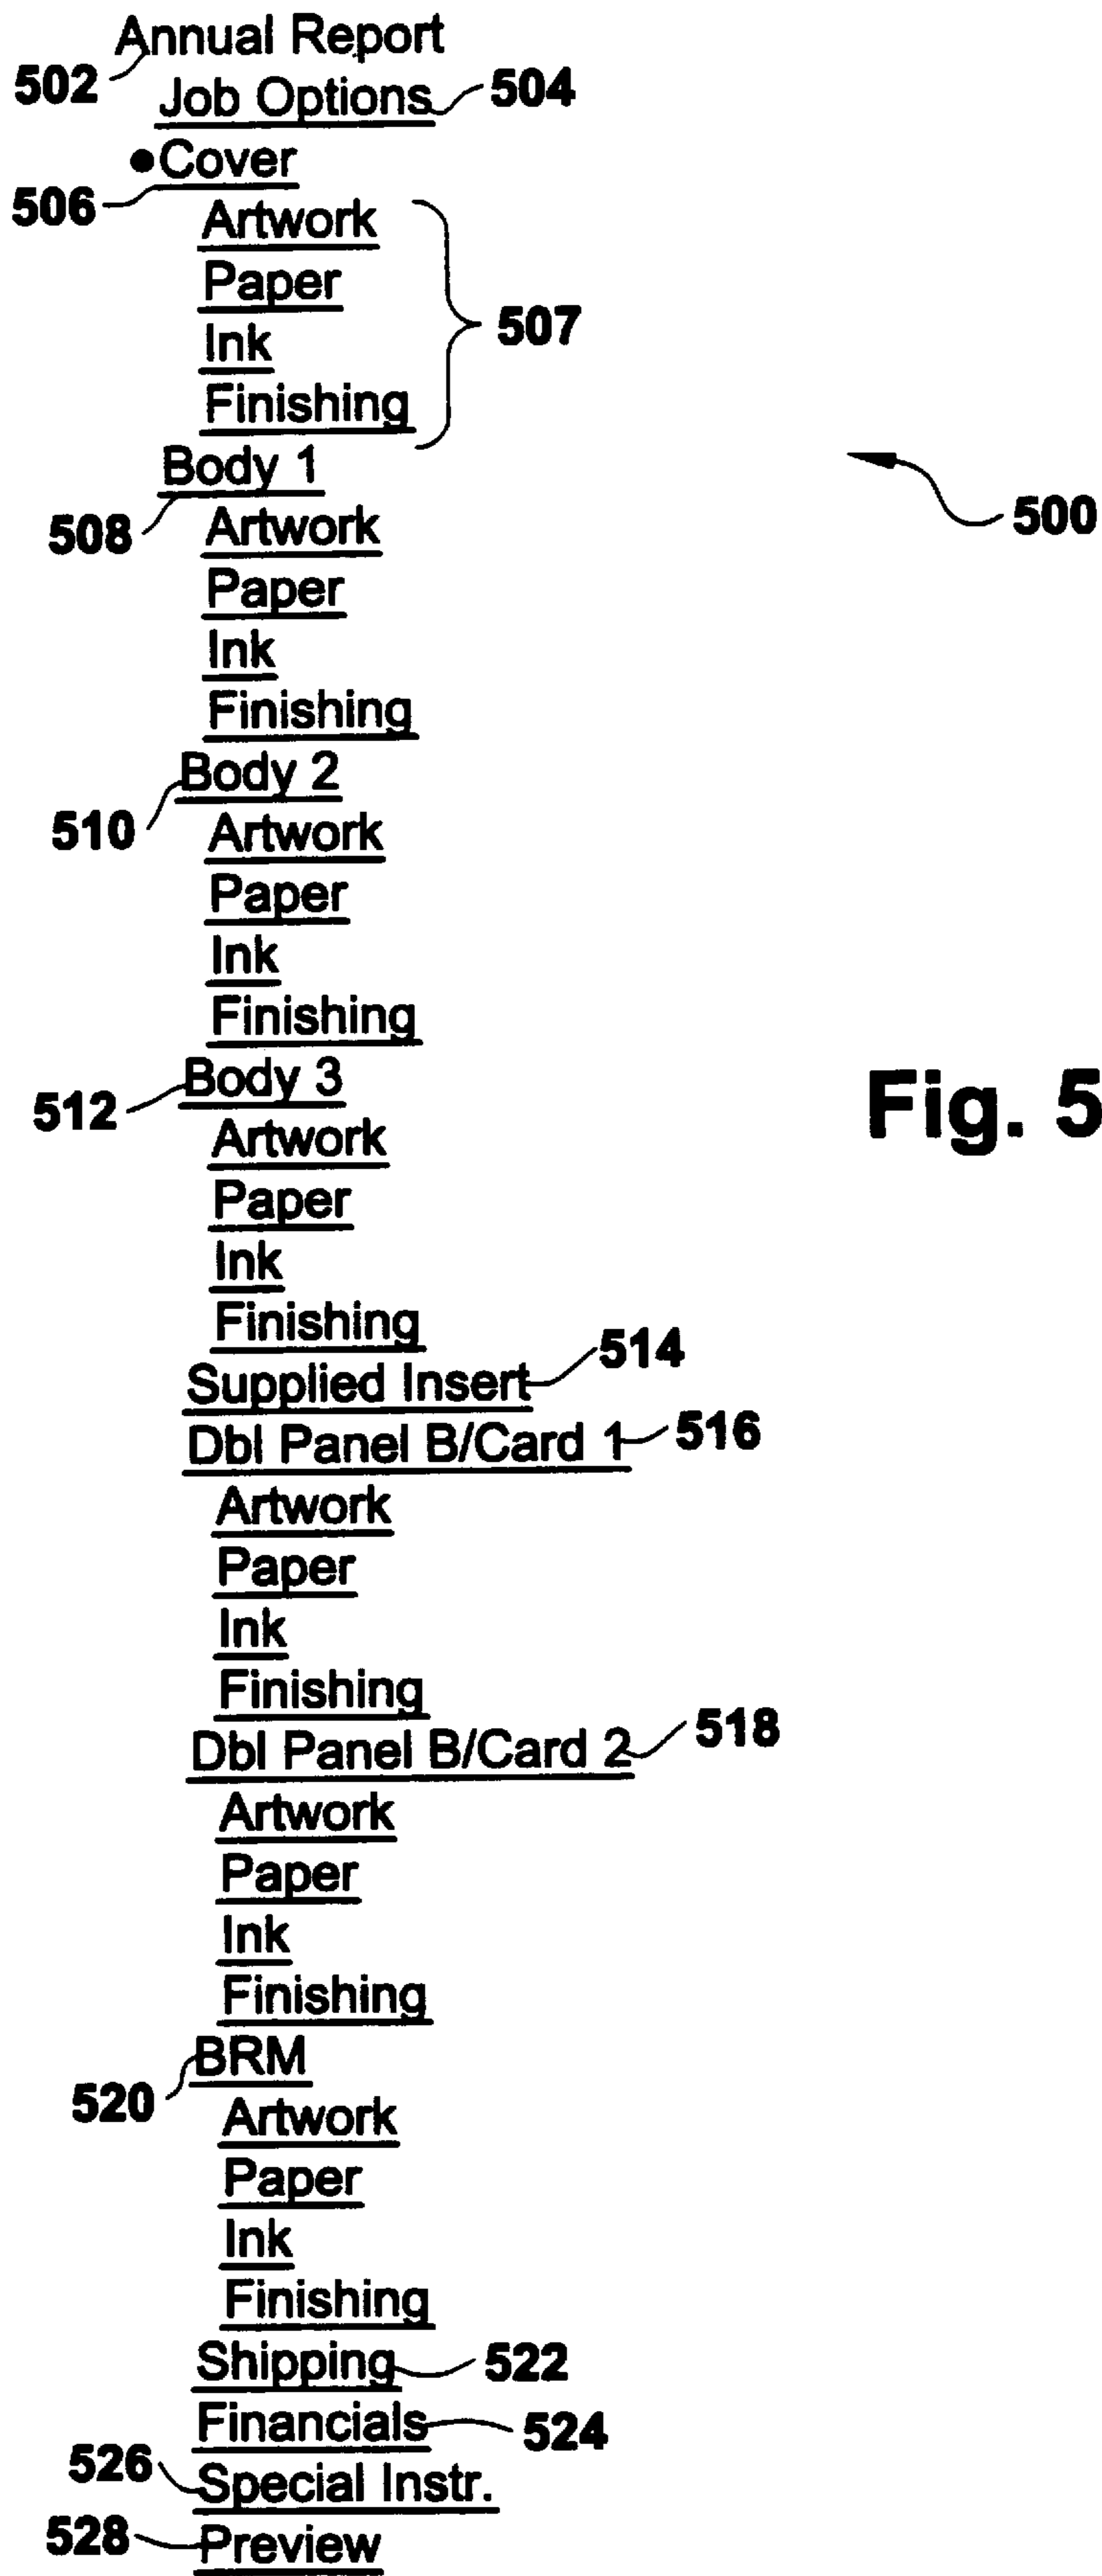 Annual Report
502
Job Options 504
•Cover
506
Artwork
Paper
Ink 507
Finishing
Body 1
508 500
Artwork
Paper
Ink
Finishing
Body 2
510
Artwork
Paper
Ink
Finishing
Body 3
512 Fig. 5
Artwork
Paper
Ink
Finishing
Supplied Insert 514
Dbl Panel B/Card 1 516
Artwork
Paper
Ink
Finishing
Dbl Panel B/Card 2 518
Artwork
Paper
Ink
Finishing
BRM
520
Artwork
Paper
Ink
Finishing
Shipping 522
Financials 524
526 Special Instr.
528 Preview